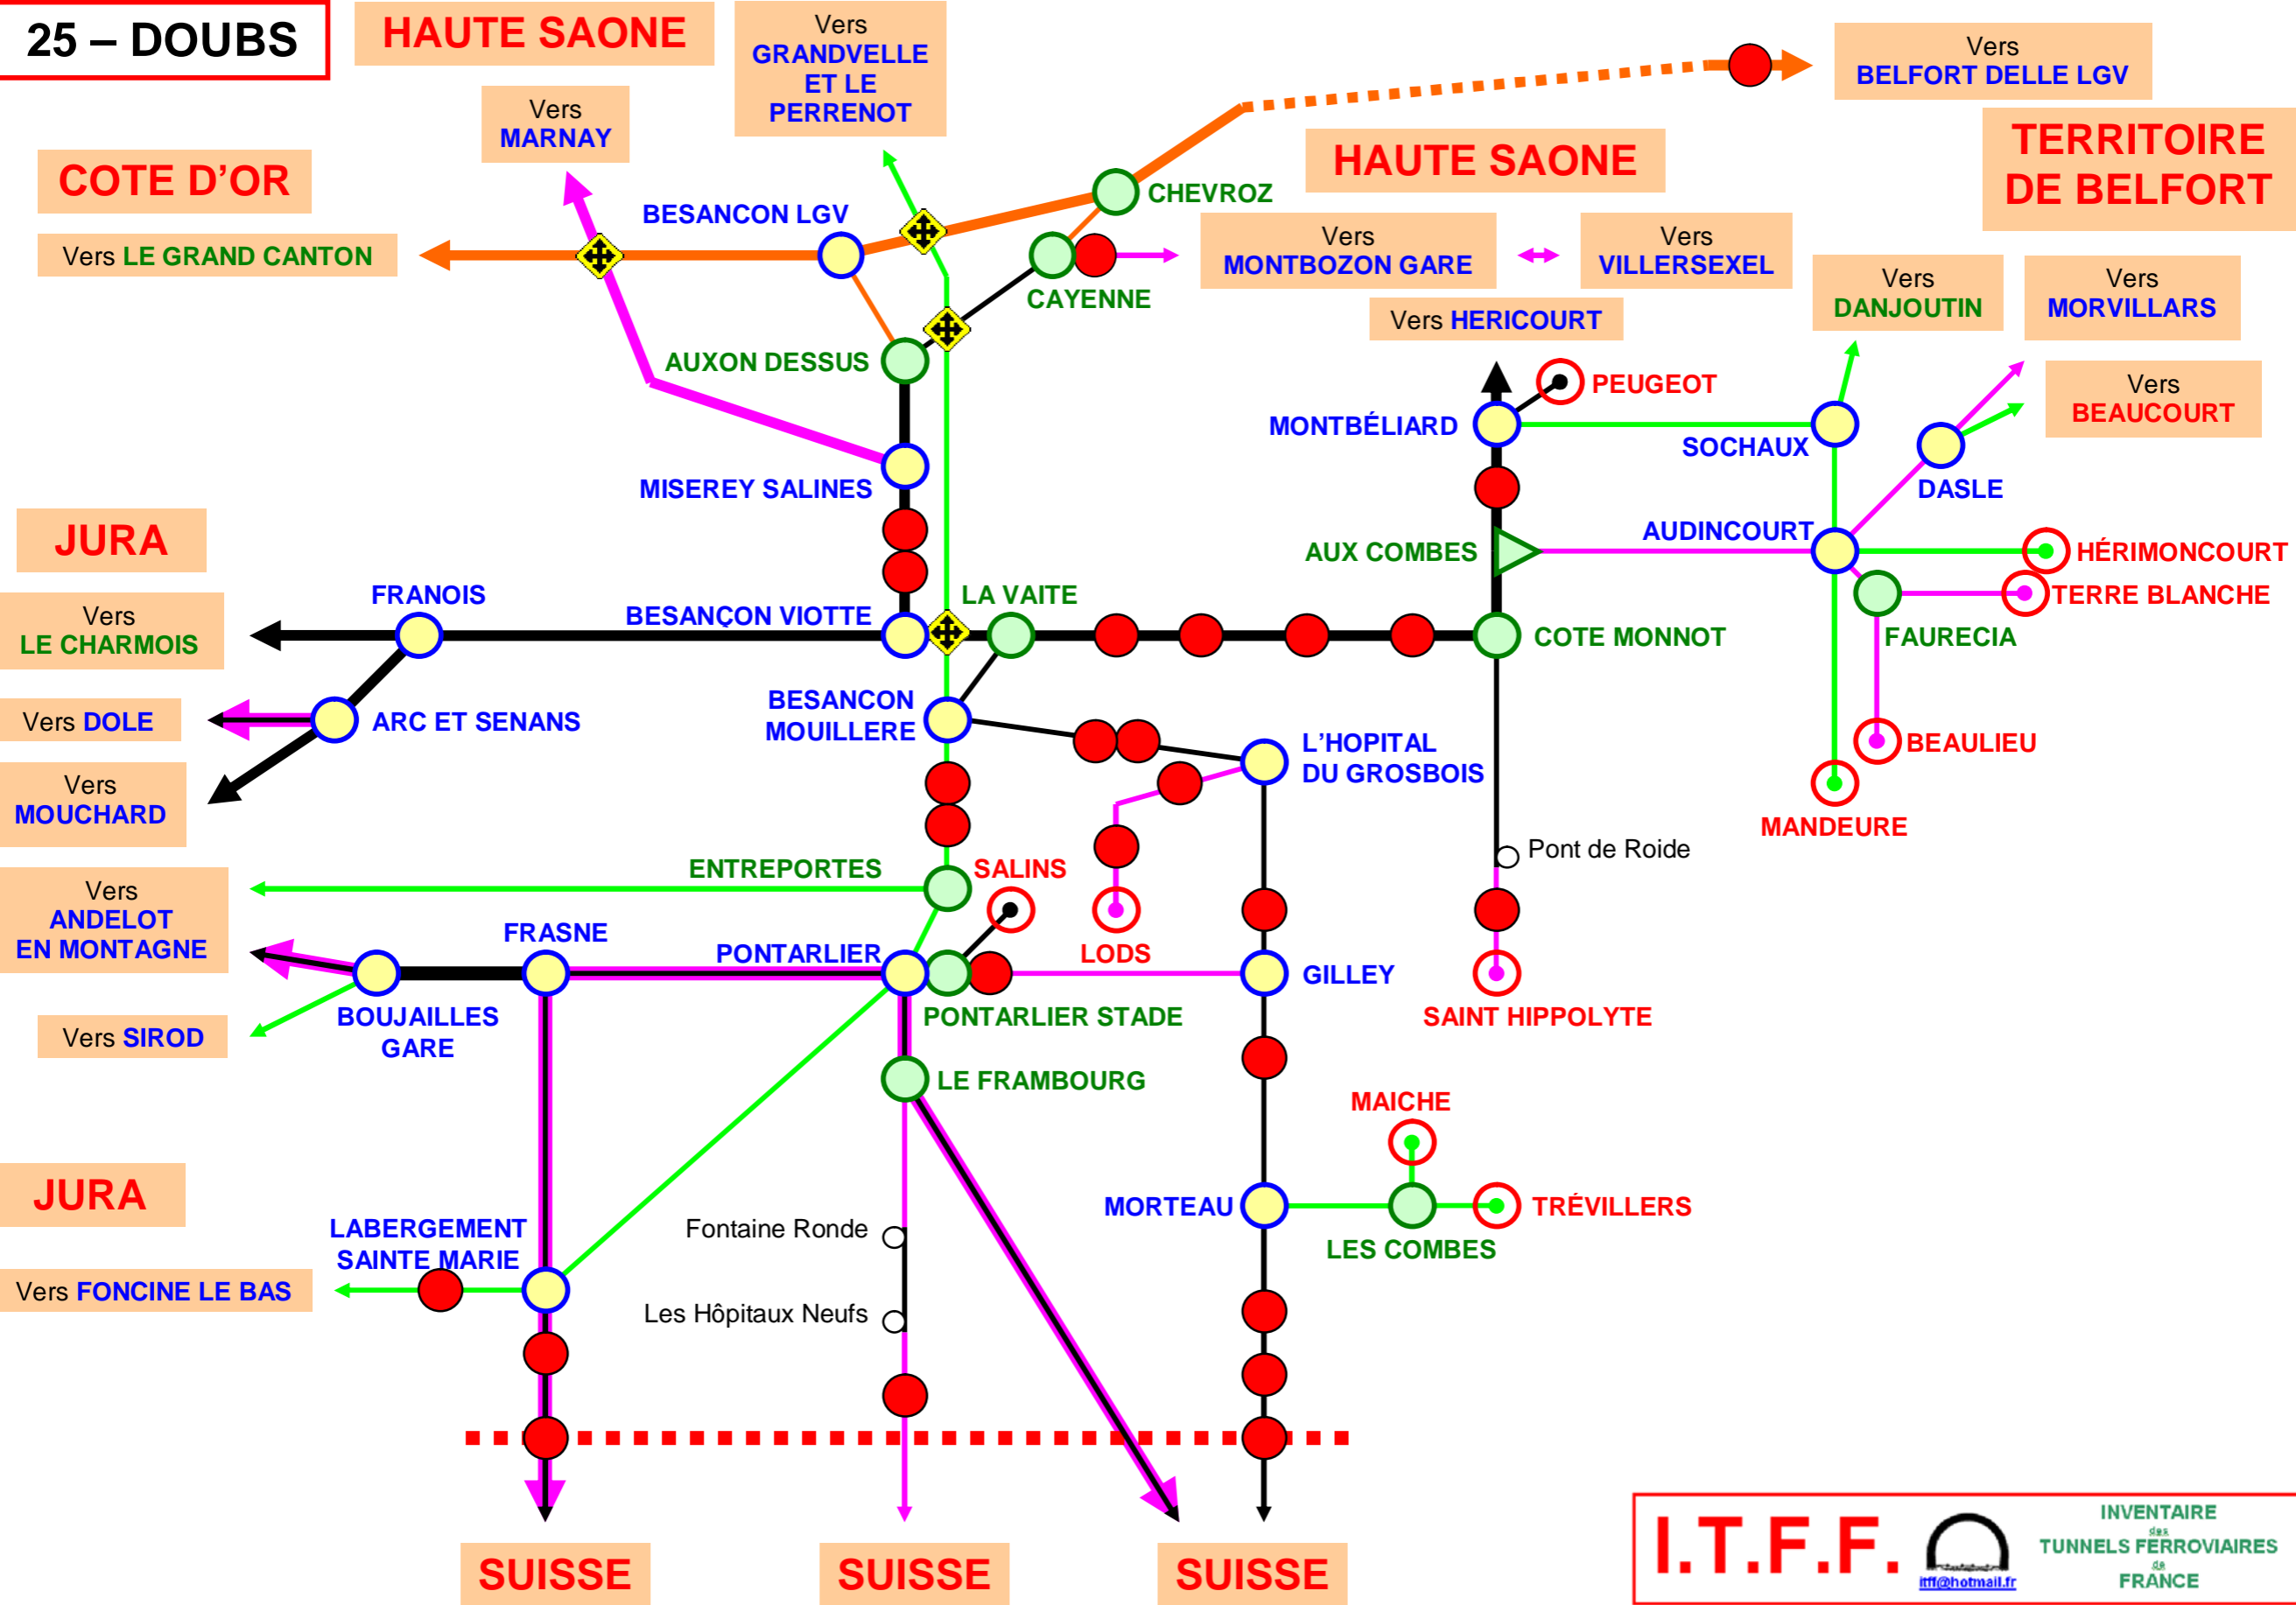 25 – DOUBS
HAUTE SAONE
Vers
GRANDVELLE
ET LE
PERRENOT
Vers
BELFORT DELLE LGV
Vers
MARNAY
HAUTE SAONE
TERRITOIRE
DE BELFORT
COTE D'OR
CHEVROZ
BESANCON LGV
Vers LE GRAND CANTON
Vers
MONTBOZON GARE
Vers
VILLERSEXEL
CAYENNE
Vers
DANJOUTIN
Vers
MORVILLARS
Vers HERICOURT
AUXON DESSUS
PEUGEOT
Vers
BEAUCOURT
MONTBÉLIARD
SOCHAUX
MISEREY SALINES
DASLE
JURA
AUX COMBES
AUDINCOURT
HÉRIMONCOURT
FRANOIS
LA VAITE
TERRE BLANCHE
Vers
LE CHARMOIS
BESANÇON VIOTTE
COTE MONNOT
FAURECIA
Vers DOLE
ARC ET SENANS
BESANCON
MOUILLERE
L'HOPITAL
DU GROSBOIS
BEAULIEU
Vers
MOUCHARD
MANDEURE
Pont de Roide
ENTREPORTES
SALINS
Vers
ANDELOT
EN MONTAGNE
FRASNE
PONTARLIER
LODS
GILLEY
BOUJAILLES
GARE
PONTARLIER STADE
SAINT HIPPOLYTE
Vers SIROD
LE FRAMBOURG
MAICHE
JURA
MORTEAU
TRÉVILLERS
LABERGEMENT
SAINTE MARIE
Fontaine Ronde
LES COMBES
Vers FONCINE LE BAS
Les Hôpitaux Neufs
SUISSE
SUISSE
SUISSE
I.T.F.F.
itff@hotmail.fr
INVENTAIRE
des
TUNNELS FERROVIAIRES
de
FRANCE